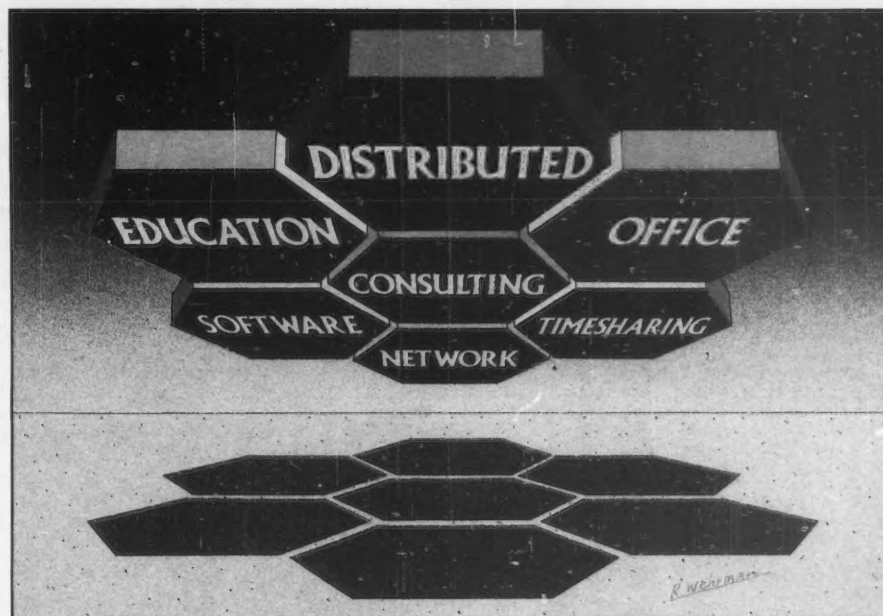 DISTRIBUTED
EDUCATION
OFFICE
CONSULTING
SOFTWARE
TIMESHARING
NETWORK